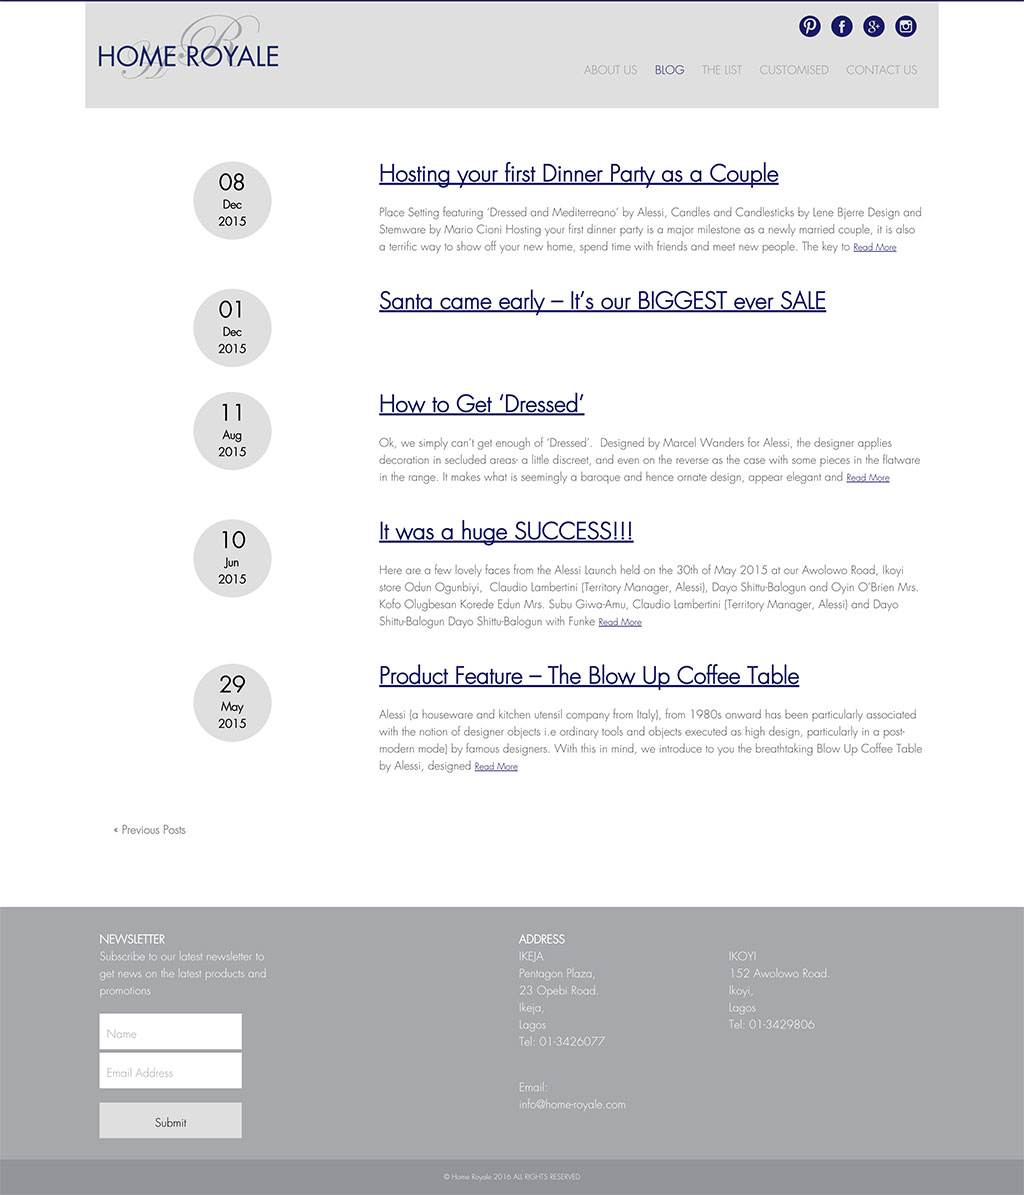 HOME ROYALE
ABOUT US BLOG THE LIST CUSTOMISED CONTACT US
08
Dec
2015
Hosting your first Dinner Party as a Couple
Place Setting featuring ‘Dressed and Mediterreano’ by Alessi, Candles and Candlesticks by Lene Bjerre Design and
Stemware by Mario Cioni Hosting your first dinner party is a major milestone as a newly married couple, it is also
a terrific way to show off your new home, spend time with friends and meet new people. The key to Read More
01
Dec
2015
Santa came early – It’s our BIGGEST ever SALE
11
Aug
2015
How to Get ‘Dressed’
Ok, we simply can’t get enough of ‘Dressed’.  Designed by Marcel Wanders for Alessi, the designer applies
decoration in secluded areas- a little discreet, and even on the reverse as the case with some pieces in the flatware
in the range. It makes what is seemingly a baroque and hence ornate design, appear elegant and Read More
10
Jun
2015
It was a huge SUCCESS!!!
Here are a few lovely faces from the Alessi Launch held on the 30th of May 2015 at our Awolowo Road, Ikoyi
store Odun Ogunbiyi,  Claudio Lambertini (Territory Manager, Alessi), Dayo Shittu-Balogun and Oyin O’Brien Mrs.
Kofo Olugbesan Korede Edun Mrs. Subu Giwa-Amu, Claudio Lambertini (Territory Manager, Alessi) and Dayo
Shittu-Balogun Dayo Shittu-Balogun with Funke Read More
29
May
2015
Product Feature – The Blow Up Coffee Table
Alessi (a houseware and kitchen utensil company from Italy), from 1980s onward has been particularly associated
with the notion of designer objects i.e ordinary tools and objects executed as high design, particularly in a post-
modern mode) by famous designers. With this in mind, we introduce to you the breathtaking Blow Up Coffee Table
by Alessi, designed Read More
« Previous Posts
NEWSLETTER
Subscribe to our latest newsletter to
get news on the latest products and
promotions
Name
Email Address
Submit
ADDRESS
IKEJA
Pentagon Plaza,
23 Opebi Road.
Ikeja,
Lagos
Tel: 01-3426077
Email:
info@home-royale.com
IKOYI
152 Awolowo Road.
Ikoyi,
Lagos
Tel: 01-3429806
© Home Royale 2016 ALL RIGHTS RESERVED